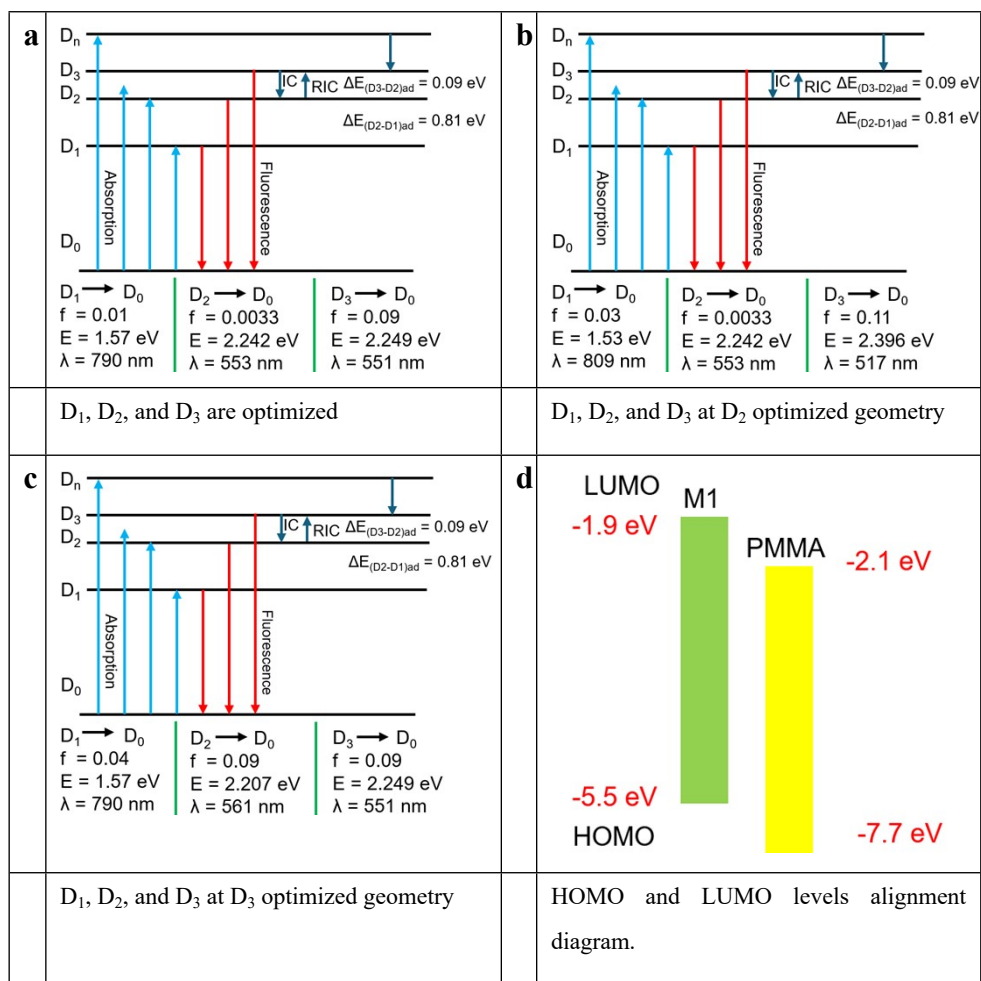 a
Dn
D3
D2
D1
D0
IC
RIC
ΔE(D3-D2)ad = 0.09 eV
ΔE(D2-D1)ad = 0.81 eV
Absorption
Fluorescence
D1 → D0
f = 0.01
E = 1.57 eV
λ = 790 nm
D2 → D0
f = 0.0033
E = 2.242 eV
λ = 553 nm
D3 → D0
f = 0.09
E = 2.249 eV
λ = 551 nm
D1, D2, and D3 are optimized
b
Dn
D3
D2
D1
D0
IC
RIC
ΔE(D3-D2)ad = 0.09 eV
ΔE(D2-D1)ad = 0.81 eV
Absorption
Fluorescence
D1 → D0
f = 0.03
E = 1.53 eV
λ = 809 nm
D2 → D0
f = 0.0033
E = 2.242 eV
λ = 553 nm
D3 → D0
f = 0.11
E = 2.396 eV
λ = 517 nm
D1, D2, and D3 at D2 optimized geometry
c
Dn
D3
D2
D1
D0
IC
RIC
ΔE(D3-D2)ad = 0.09 eV
ΔE(D2-D1)ad = 0.81 eV
Absorption
Fluorescence
D1 → D0
f = 0.04
E = 1.57 eV
λ = 790 nm
D2 → D0
f = 0.09
E = 2.207 eV
λ = 561 nm
D3 → D0
f = 0.09
E = 2.249 eV
λ = 551 nm
D1, D2, and D3 at D3 optimized geometry
d
LUMO
-1.9 eV
M1
PMMA
-2.1 eV
-5.5 eV
HOMO
-7.7 eV
HOMO and LUMO levels alignment
diagram.